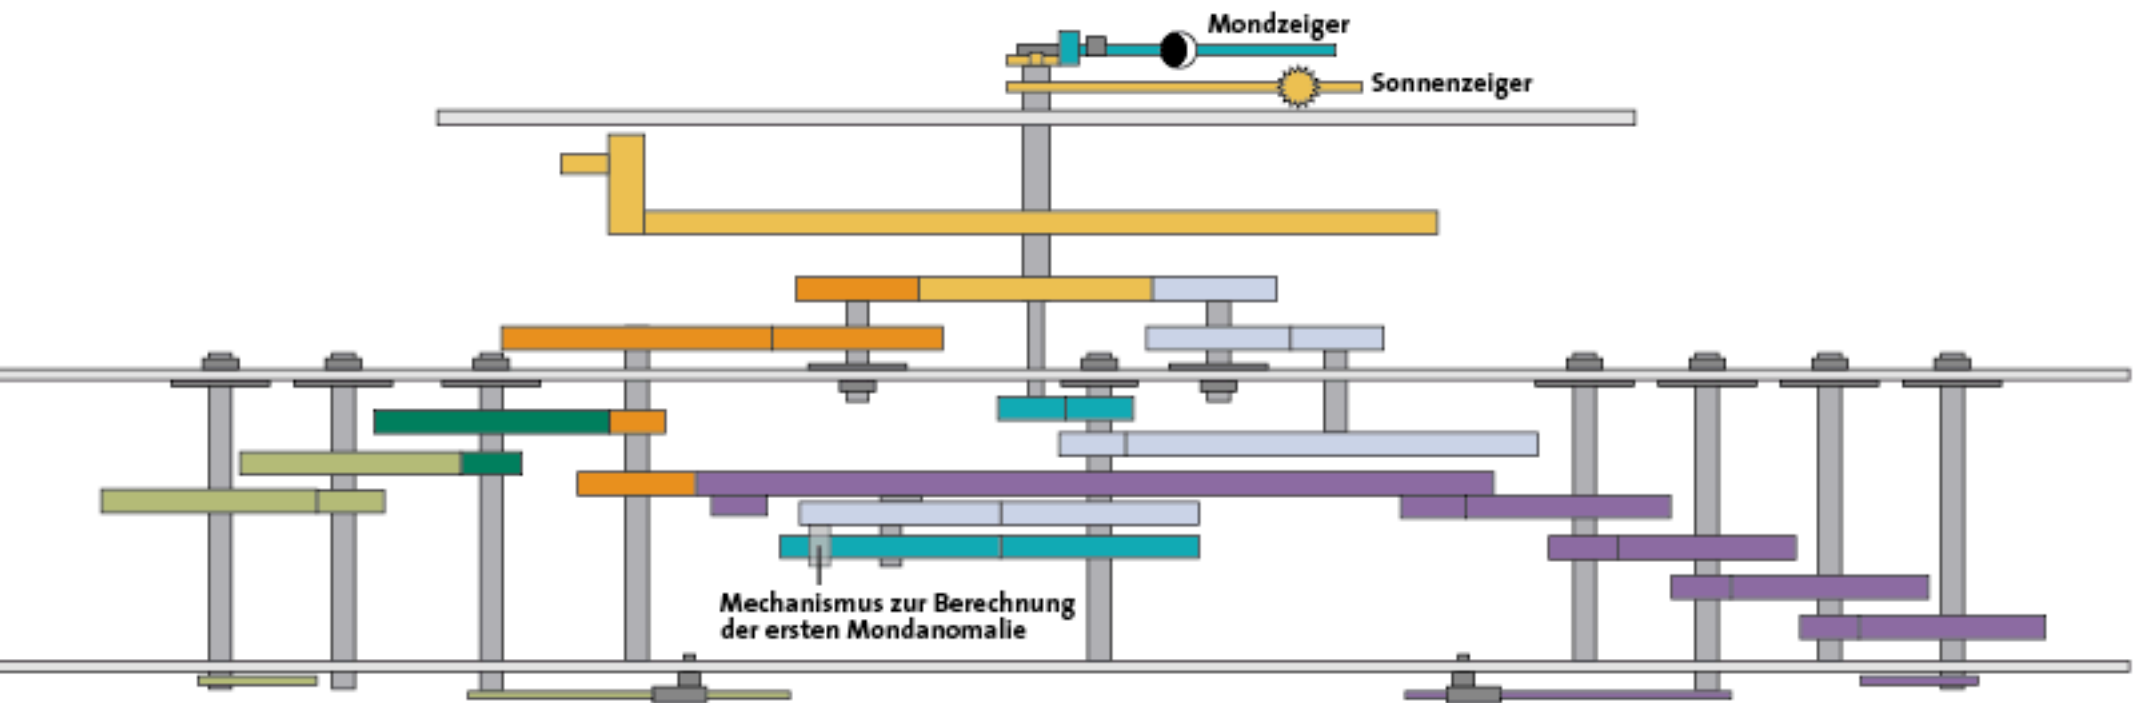 Mondzeiger
Sonnenzeiger
Mechanismus zur Berechnung
der ersten Mondanomalie